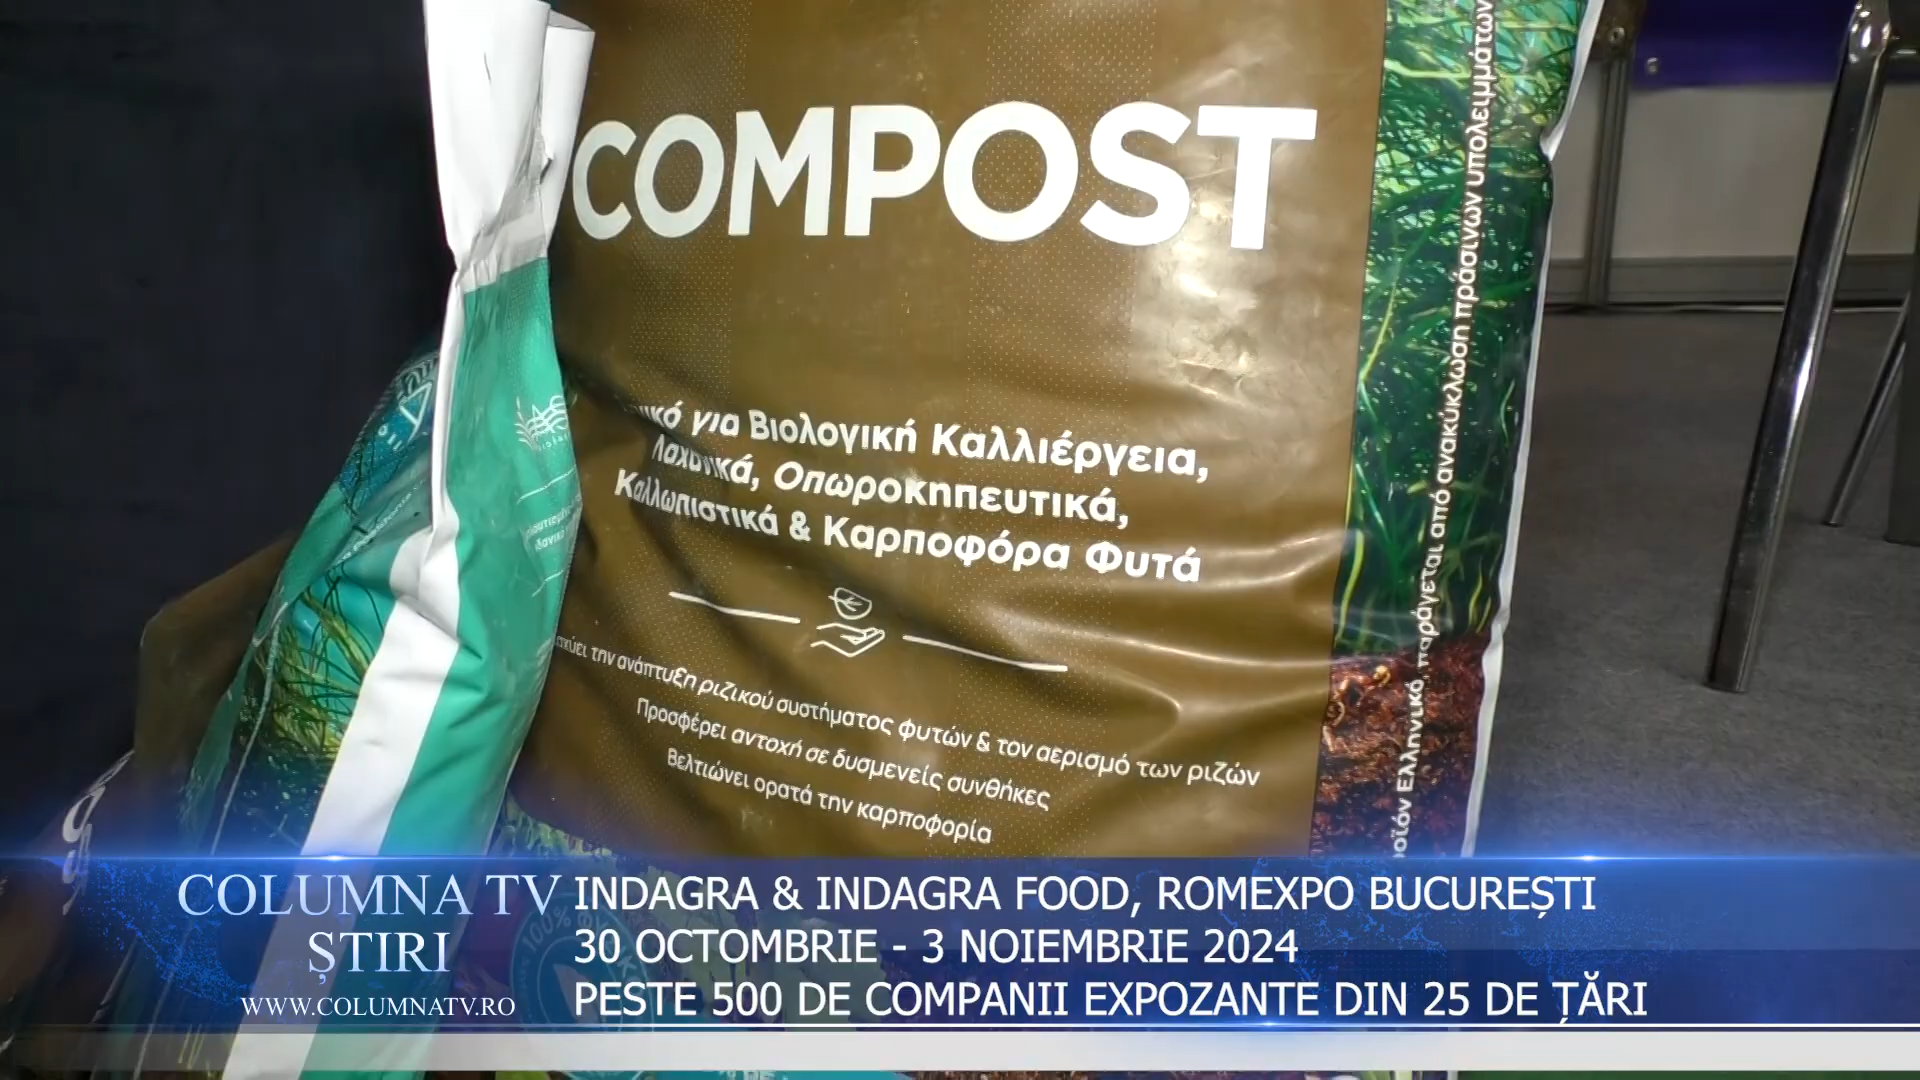 COMPOST
για Βιολογική Καλλιέργεια,
Λαχανικά, Οπωροκηπευτικά,
Καλλωπιστικά & Καρποφόρα Φυτά
την ανάπτυξη ριζικού συστήματος φυτών & τον αερισμό των ριζών
Προσφέρει αντοχή σε δυσμενείς συνθήκες
Βελτιώνει ορατά την καρποφορία
Ελληνικό, παράγεται από ανακύκλωση πράσινων υπολειμμάτων
COLUMNA TV
ȘTIRI
WWW.COLUMNATV.RO
INDAGRA & INDAGRA FOOD, ROMEXPO BUCUREȘTI
30 OCTOMBRIE - 3 NOIEMBRIE 2024
PESTE 500 DE COMPANII EXPOZANTE DIN 25 DE ȚĂRI